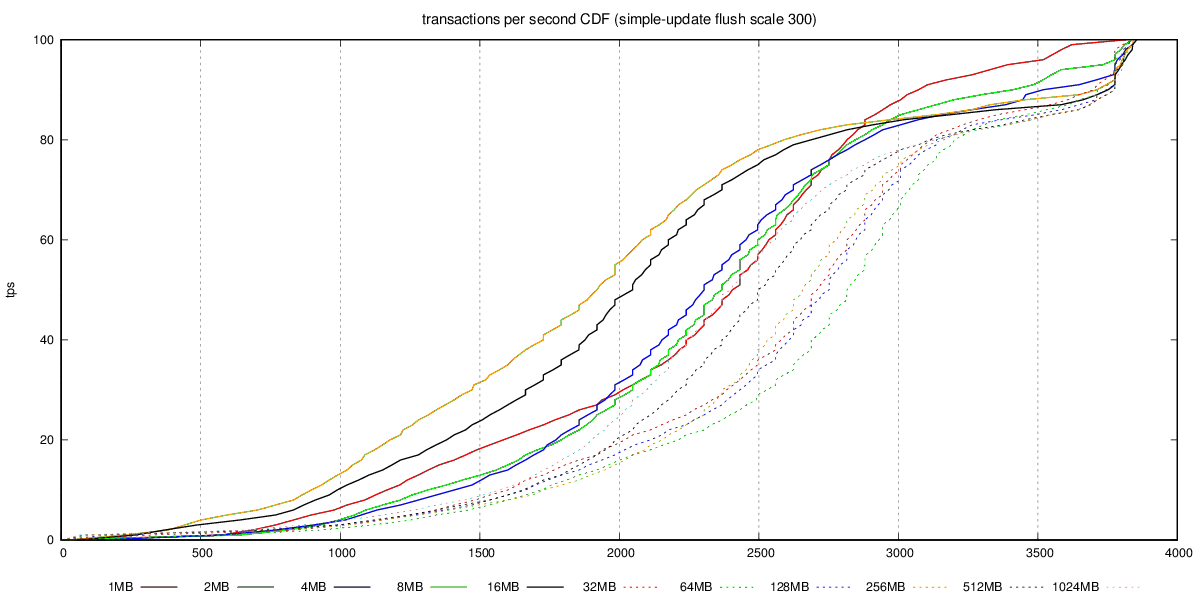 transactions per second CDF (simple-update flush scale 300)
100
80
60
40
20
0
tps
0 500 1000 1500 2000 2500 3000 3500 4000
1MB 2MB 4MB 8MB 16MB 32MB 64MB 128MB 256MB 512MB 1024MB